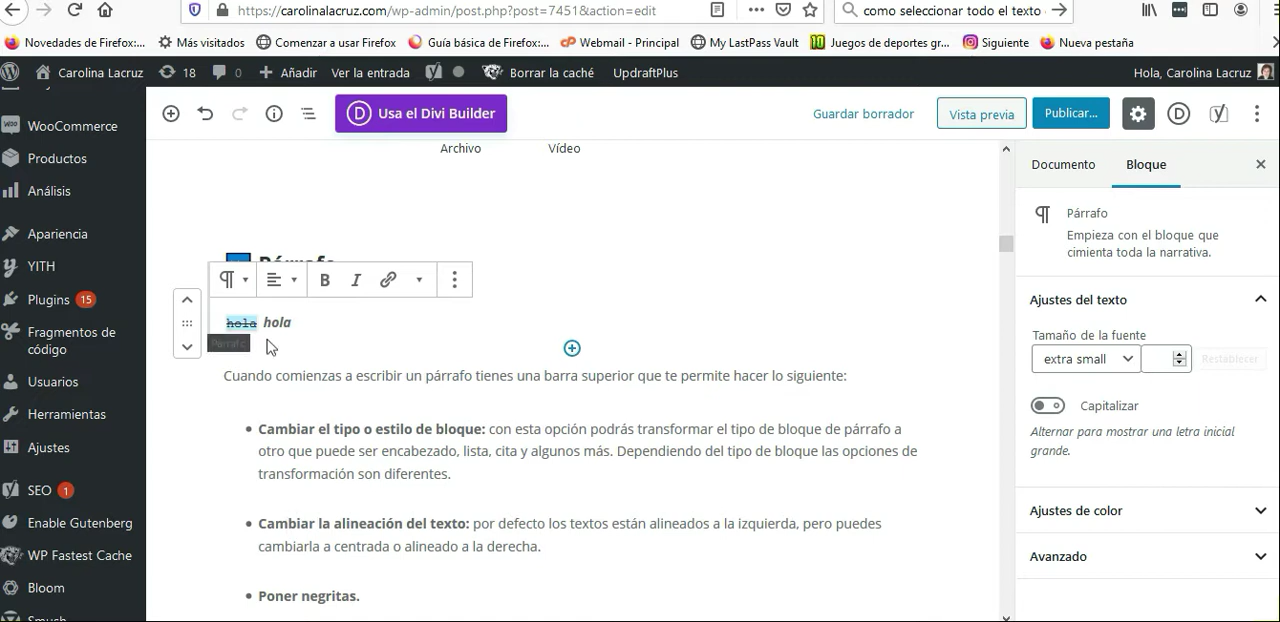 https://carolinalacruz.com/wp-admin/post.php?post=7451&action=edit
como seleccionar todo el texto
Novedades de Firefox:...
Más visitados
Comenzar a usar Firefox
Guía básica de Firefox:...
Webmail - Principal
My LastPass Vault
Juegos de deportes gr...
Siguiente
Nueva pestaña
Carolina Lacruz
18
0
Añadir
Ver la entrada
Borrar la caché
UpdraftPlus
Hola, Carolina Lacruz
WooCommerce
Productos
Análisis
Apariencia
YITH
Plugins 15
Fragmentos de
código
Usuarios
Herramientas
Ajustes
SEO 1
Enable Gutenberg
WP Fastest Cache
Bloom
Smush
Usa el Divi Builder
Guardar borrador
Vista previa
Publicar...
Archivo
Vídeo
Párrafo
B I
hola hola
Párrafo
Cuando comienzas a escribir un párrafo tienes una barra superior que te permite hacer lo siguiente:
Cambiar el tipo o estilo de bloque: con esta opción podrás transformar el tipo de bloque de párrafo a
otro que puede ser encabezado, lista, cita y algunos más. Dependiendo del tipo de bloque las opciones de
transformación son diferentes.
Cambiar la alineación del texto: por defecto los textos están alineados a la izquierda, pero puedes
cambiarla a centrada o alineado a la derecha.
Poner negritas.
Documento
Bloque
Párrafo
Empieza con el bloque que
cimienta toda la narrativa.
Ajustes del texto
Tamaño de la fuente
extra small
Restablecer
Capitalizar
Alternar para mostrar una letra inicial
grande.
Ajustes de color
Avanzado